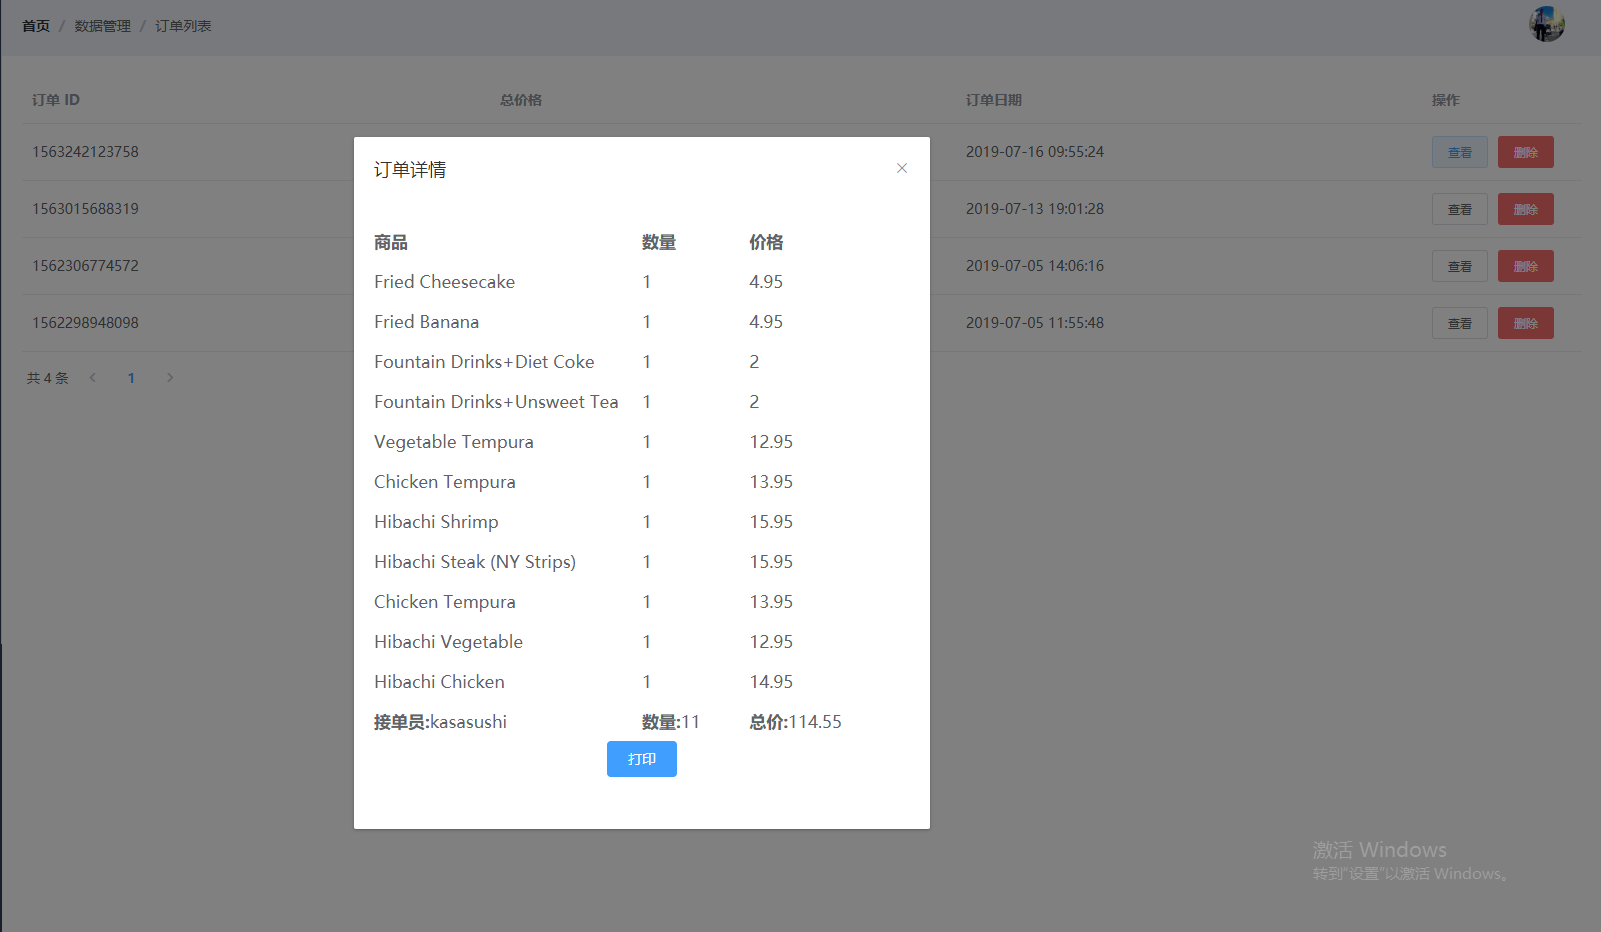 首页 / 数据管理 / 订单列表
订单 ID 总价格 订单日期 操作
1563242123758 2019-07-16 09:55:24 查看 删除
1563015688319 2019-07-13 19:01:28 查看 删除
1562306774572 2019-07-05 14:06:16 查看 删除
1562298948098 2019-07-05 11:55:48 查看 删除
共 4 条 < 1 >
订单详情 ×
商品 数量 价格
Fried Cheesecake 1 4.95
Fried Banana 1 4.95
Fountain Drinks+Diet Coke 1 2
Fountain Drinks+Unsweet Tea 1 2
Vegetable Tempura 1 12.95
Chicken Tempura 1 13.95
Hibachi Shrimp 1 15.95
Hibachi Steak (NY Strips) 1 15.95
Chicken Tempura 1 13.95
Hibachi Vegetable 1 12.95
Hibachi Chicken 1 14.95
接单员:kasasushi 数量:11 总价:114.55
打印
激活 Windows
转到"设置"以激活 Windows。